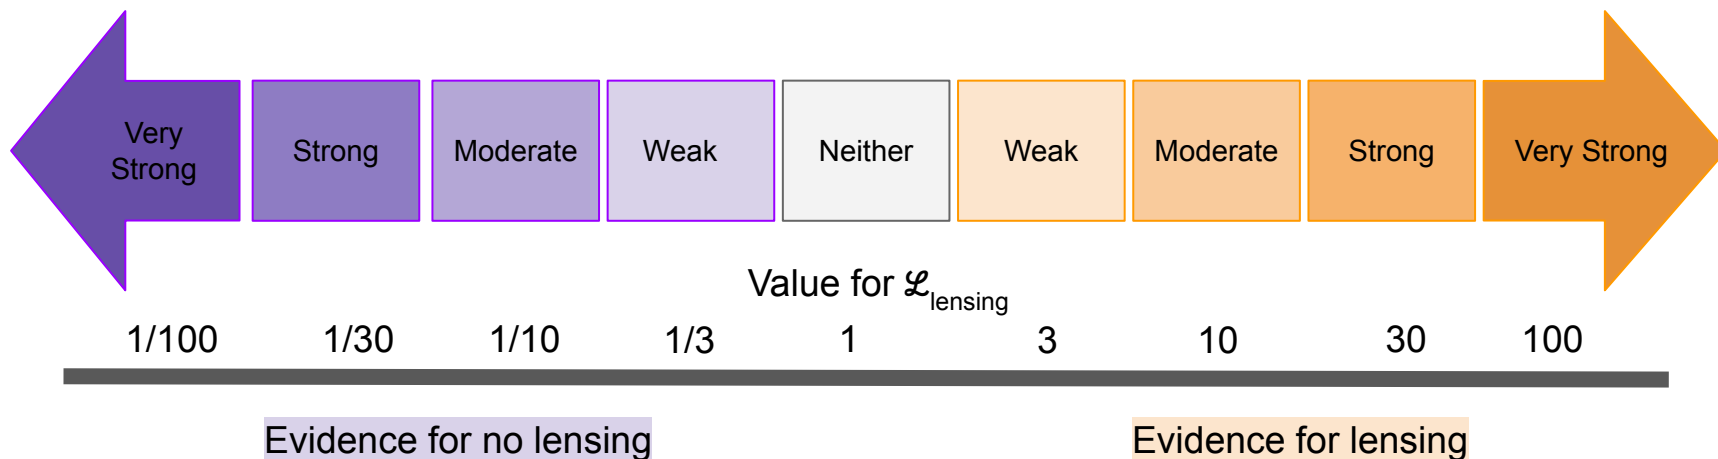 Very
Strong
Strong
Moderate
Weak
Neither
Weak
Moderate
Strong
Very Strong
Value for ℒlensing
1/100 1/30 1/10 1/3 1 3 10 30 100
Evidence for no lensing
Evidence for lensing